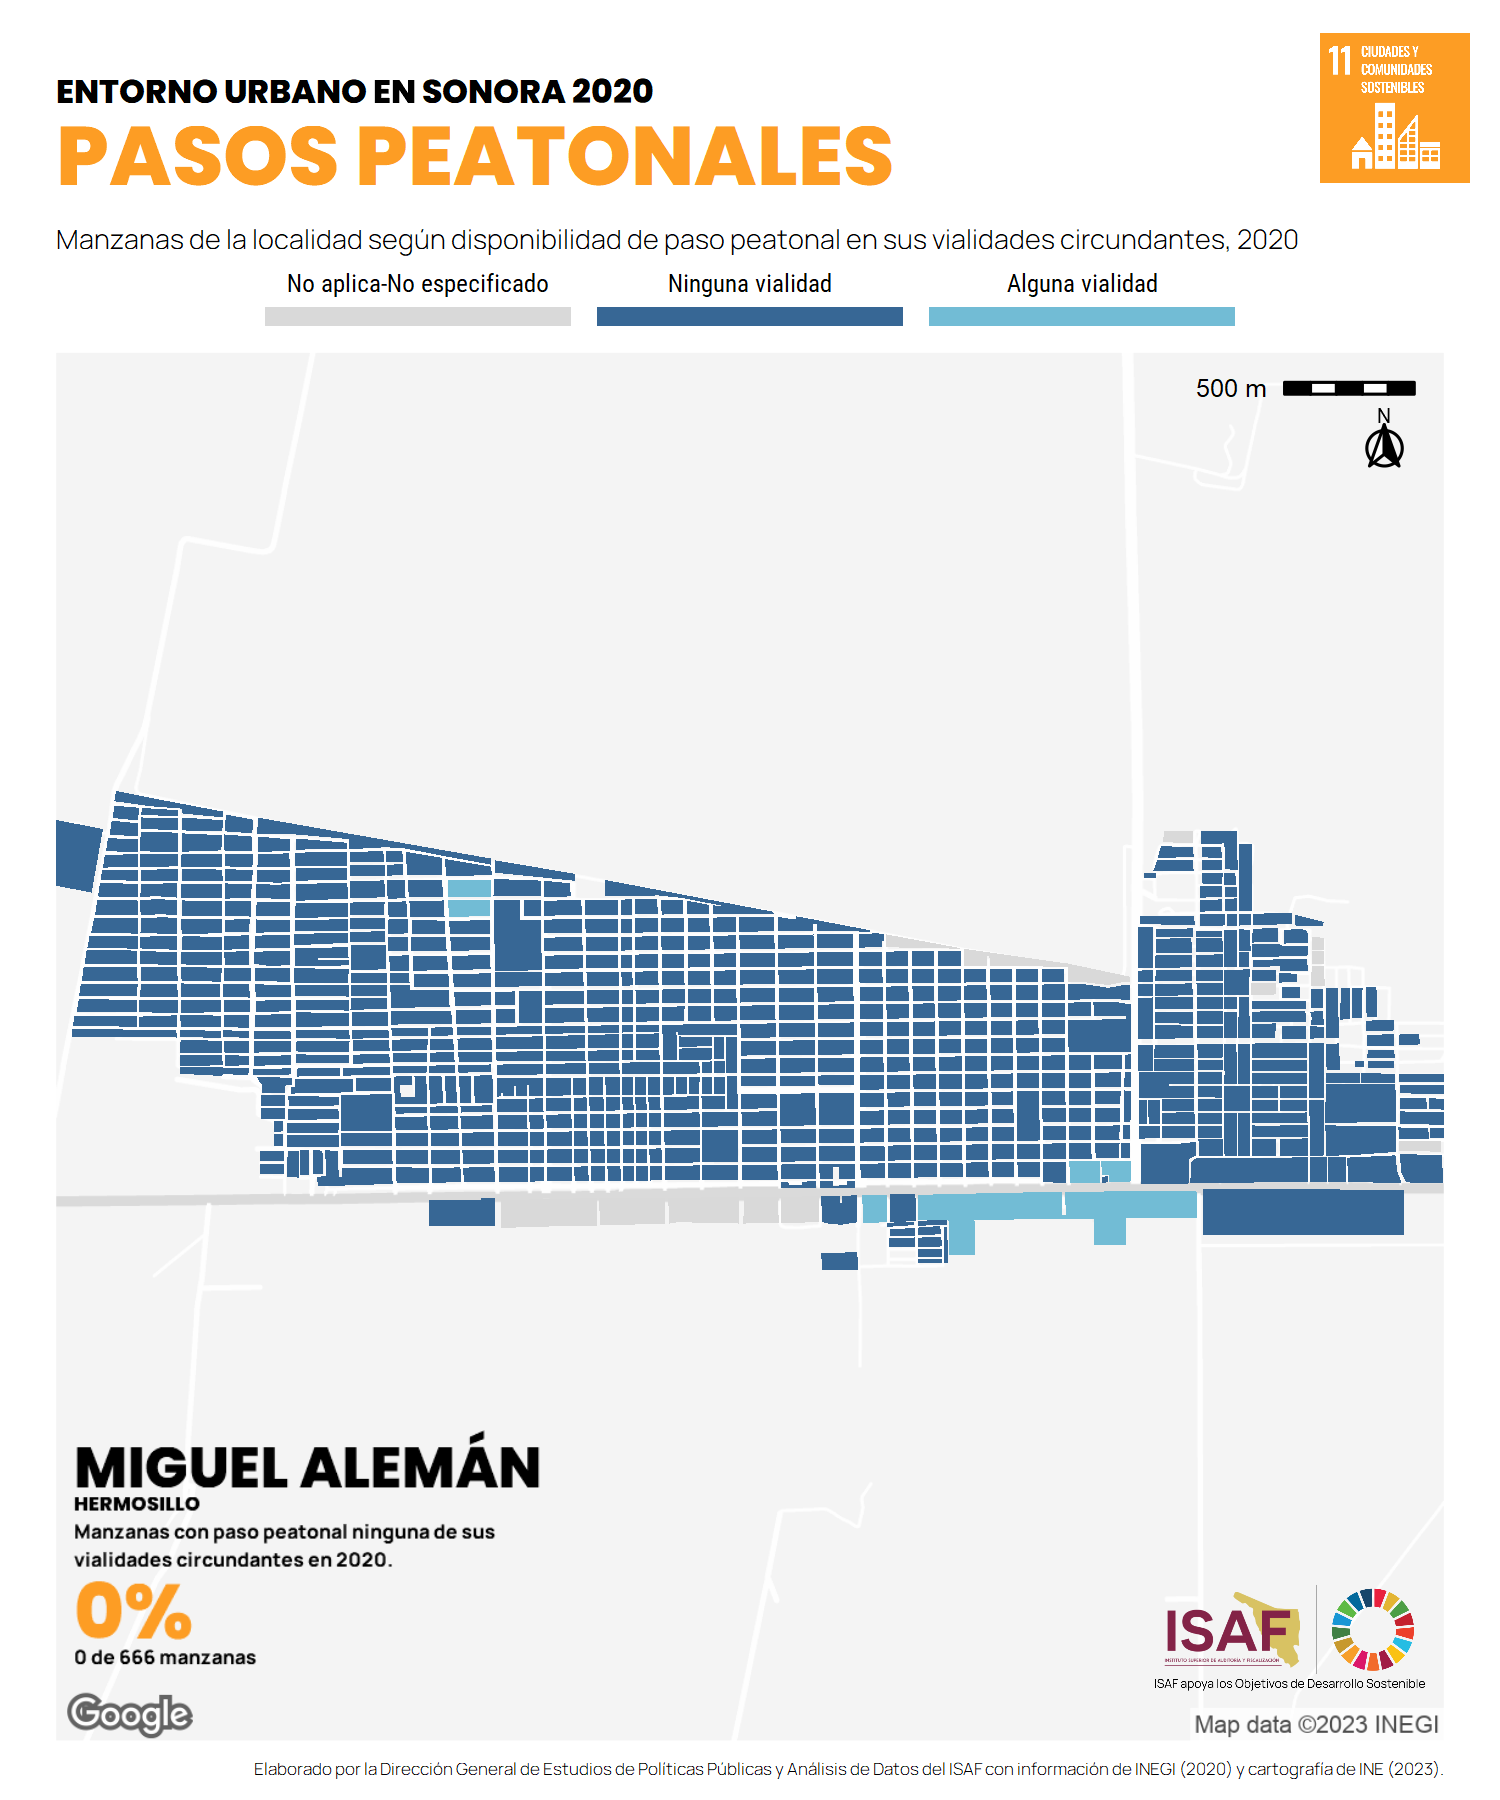 ENTORNO URBANO EN SONORA 2020
PASOS PEATONALES
11 CIUDADES Y
COMUNIDADES
SOSTENIBLES
Manzanas de la localidad según disponibilidad de paso peatonal en sus vialidades circundantes, 2020
No aplica-No especificado
Ninguna vialidad
Alguna vialidad
500 m
N
MIGUEL ALEMÁN
HERMOSILLO
Manzanas con paso peatonal ninguna de sus
vialidades circundantes en 2020.
0%
0 de 666 manzanas
Google
ISAF
INSTITUTO SUPERIOR DE AUDITORÍA Y FISCALIZACIÓN
ISAF apoya los Objetivos de Desarrollo Sostenible
Map data ©2023 INEGI
Elaborado por la Dirección General de Estudios de Políticas Públicas y Análisis de Datos del ISAF con información de INEGI (2020) y cartografía de INE (2023).